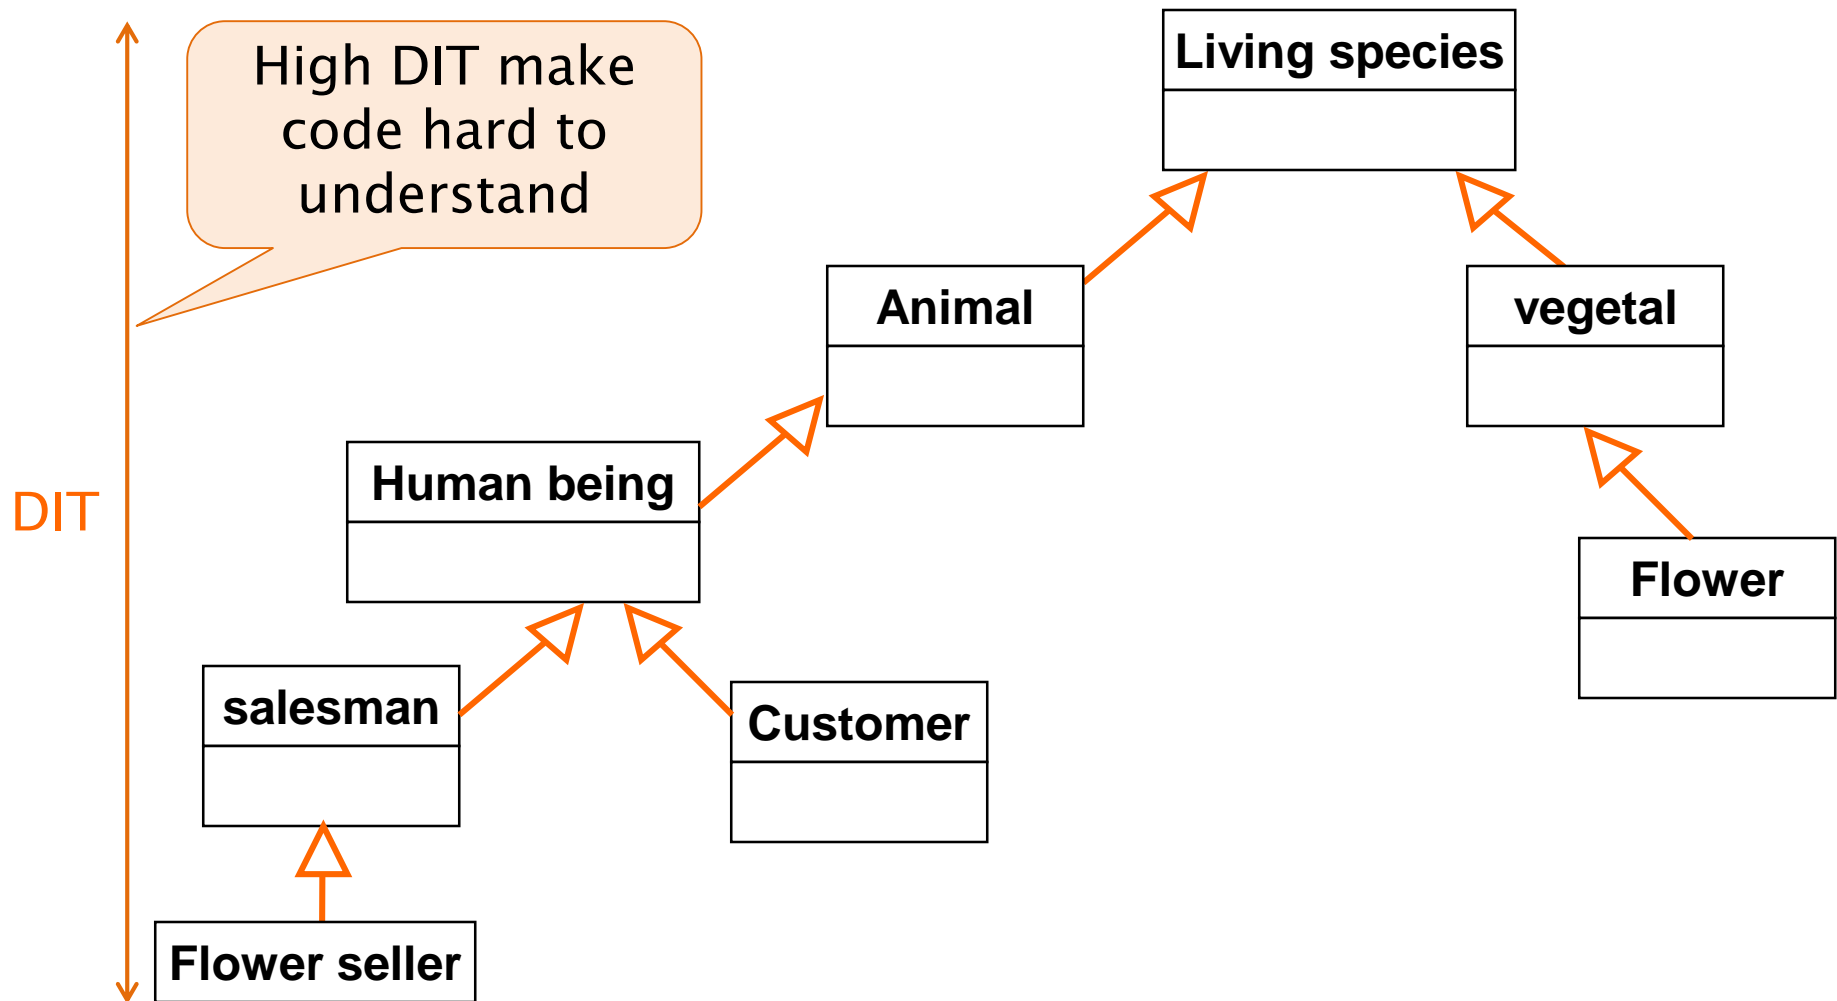 High DIT make
code hard to
understand
Living species
Animal
vegetal
Human being
DIT
Flower
salesman
Customer
Flower seller